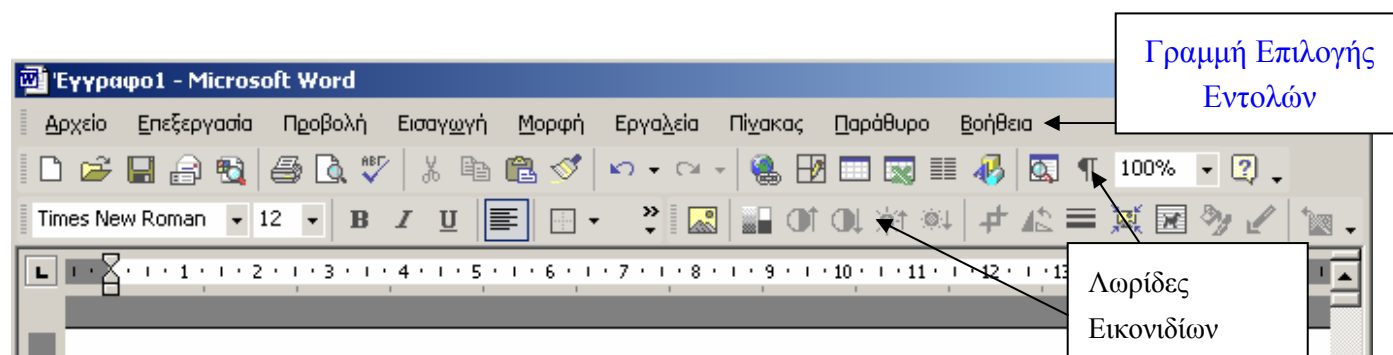 Γραμμή Επιλογής
Εντολών
Έγγραφο1 - Microsoft Word
Αρχείο Επεξεργασία Προβολή Εισαγωγή Μορφή Εργαλεία Πίνακας Παράθυρο Βοήθεια
ABC 100%
Times New Roman 12 B I U
L 1 2 3 4 5 6 7 8 9 10 11 12 13
Λωρίδες
Εικονιδίων